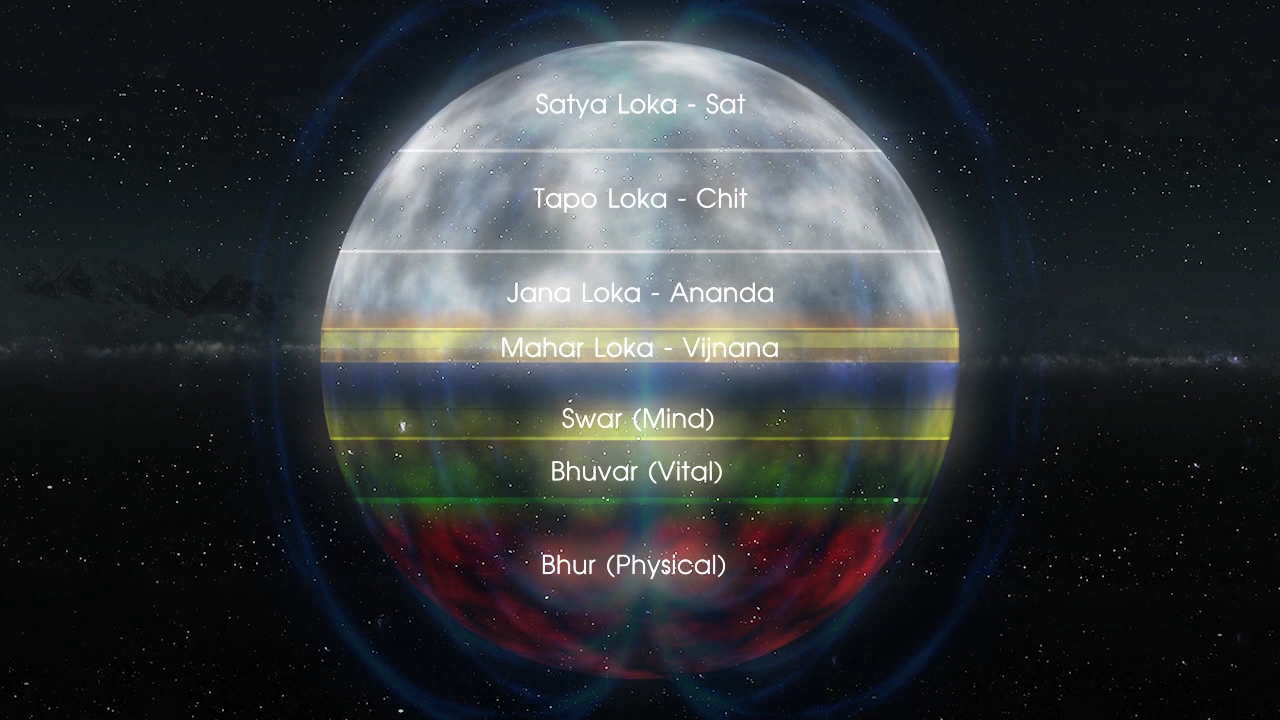 Satya Loka - Sat
Tapo Loka - Chit
Jana Loka - Ananda
Mahar Loka - Vijnana
Swar (Mind)
Bhuvar (Vital)
Bhur (Physical)